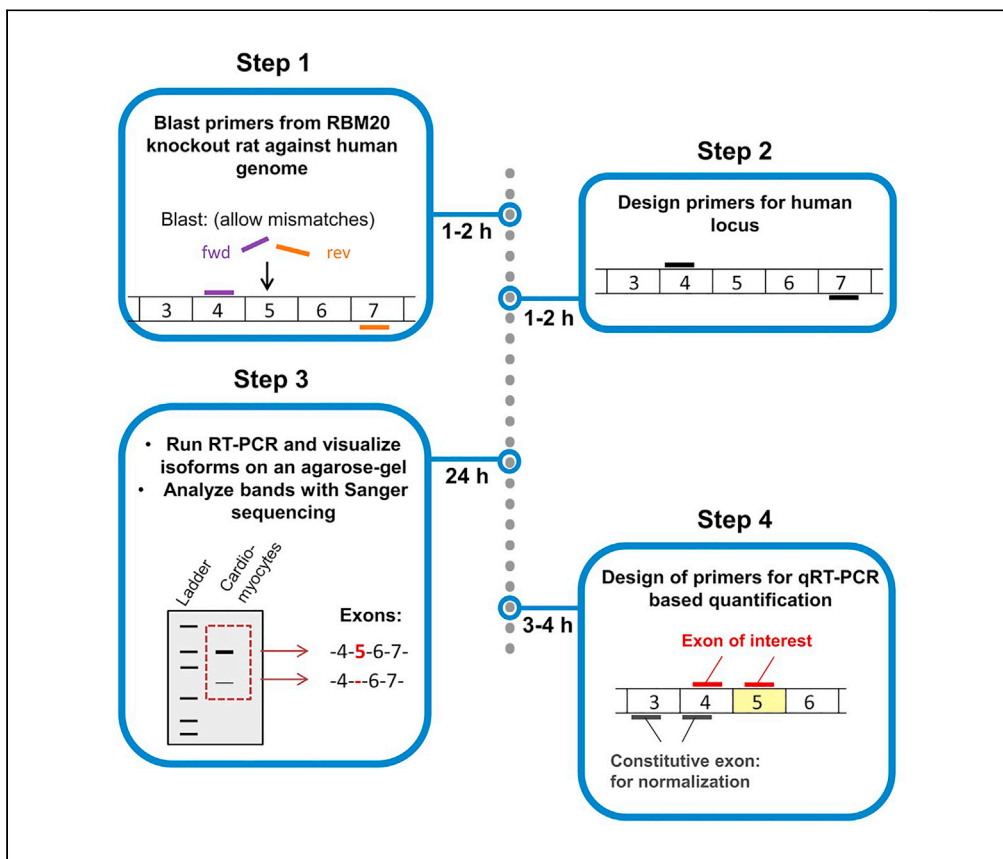 Step 1
Blast primers from RBM20
knockout rat against human
genome
Blast: (allow mismatches)
fwd
rev
3 4 5 6 7
1-2 h
Step 2
Design primers for human
locus
3 4 5 6 7
1-2 h
Step 3
• Run RT-PCR and visualize
isoforms on an agarose-gel
• Analyze bands with Sanger
sequencing
Ladder
Cardio-
myocytes
Exons:
-4-5-6-7-
-4---6-7-
24 h
Step 4
Design of primers for qRT-PCR
based quantification
Exon of interest
3 4 5 6
Constitutive exon:
for normalization
3-4 h